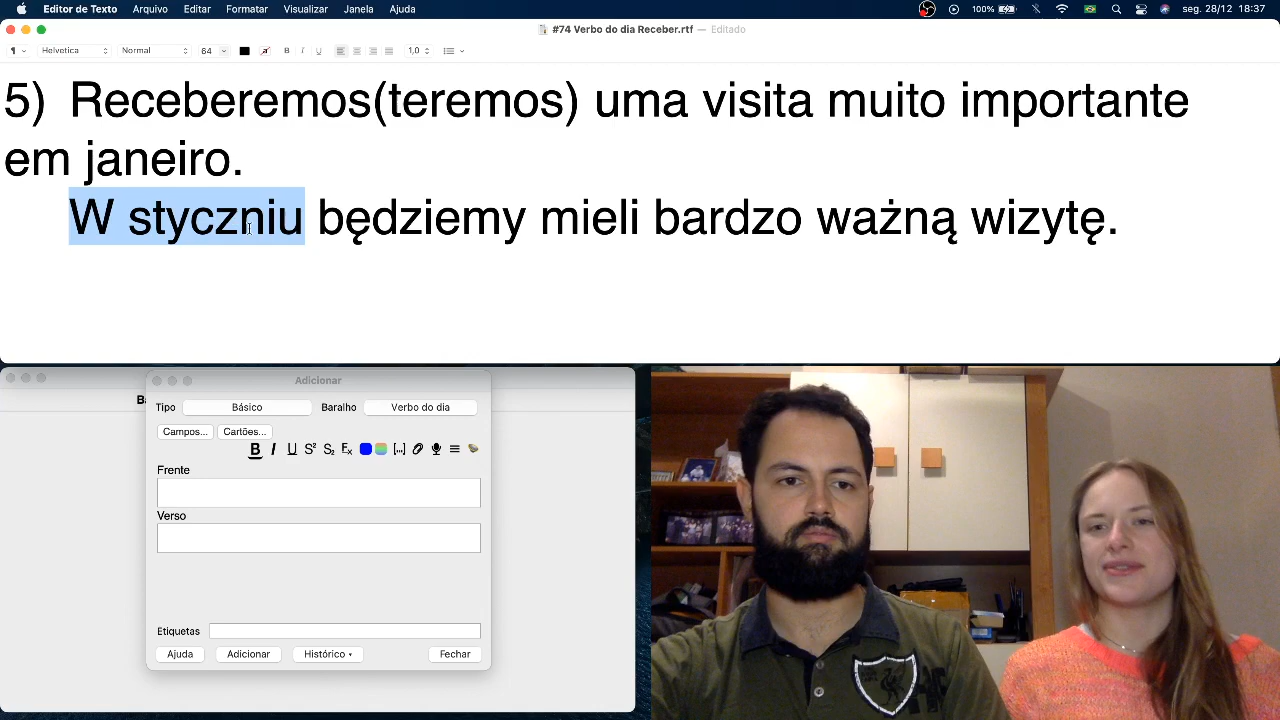 Editor de Texto Arquivo Editar Formatar Visualizar Janela Ajuda 100% seg. 28/12 18:37
#74 Verbo do dia Receber.rtf — Editado
¶ Helvetica Normal 64 B I U 1,0
5) Receberemos(teremos) uma visita muito importante
em janeiro.
W styczniu będziemy mieli bardzo ważną wizytę.
Adicionar
Tipo Básico Baralho Verbo do dia
Campos... Cartões...
B I U S² S₂ Eₓ [...]
Frente
Verso
Etiquetas
Ajuda Adicionar Histórico Fechar